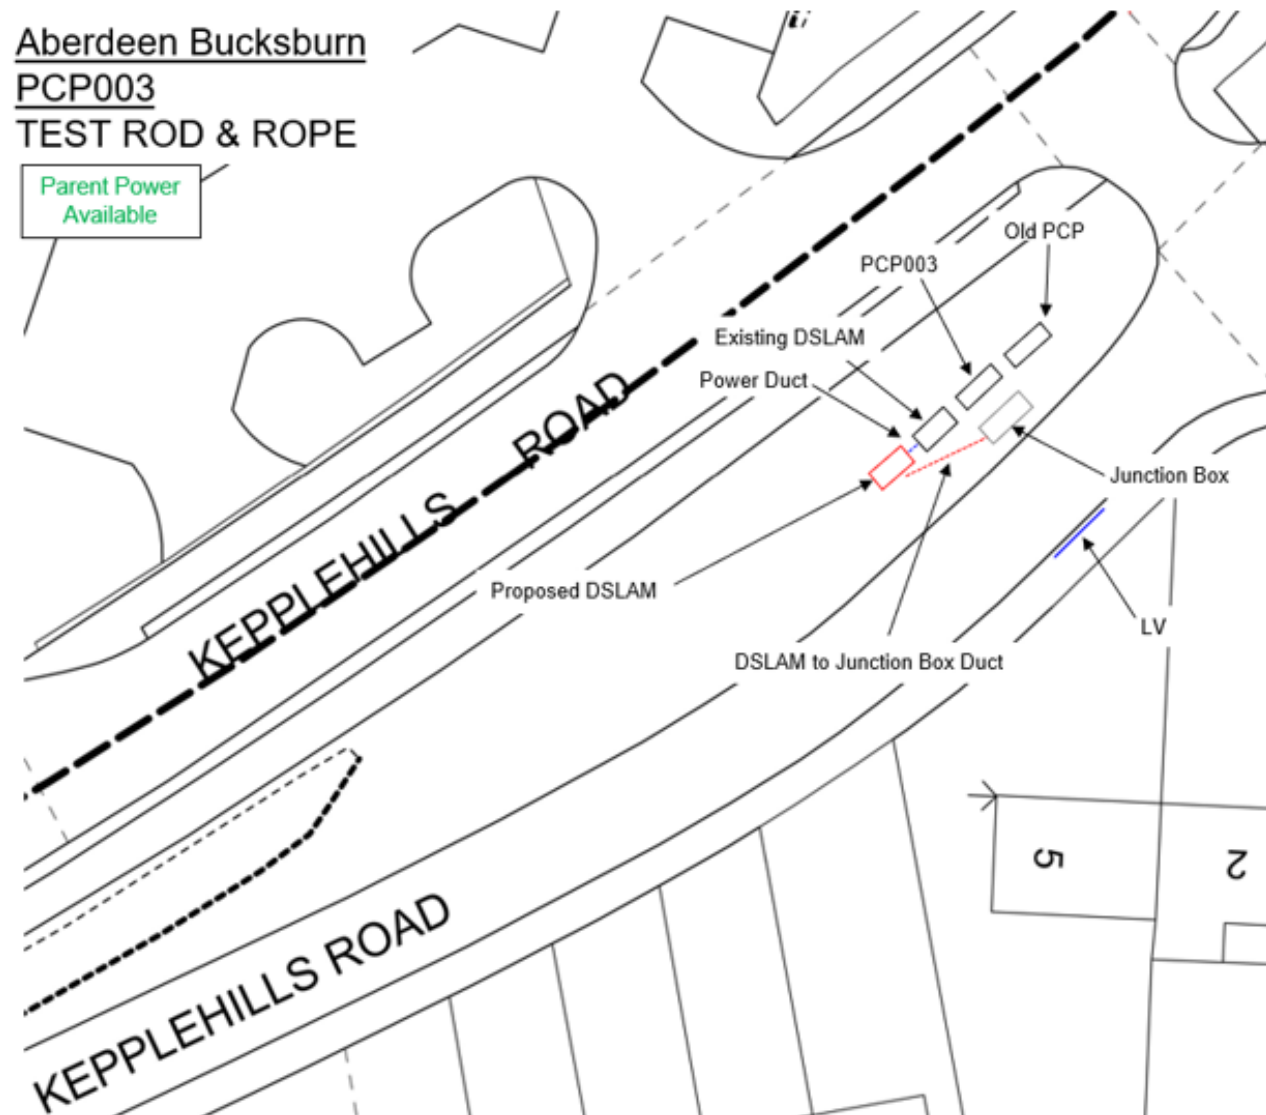 Aberdeen Bucksburn
PCP003
TEST ROD & ROPE
Parent Power
Available
Old PCP
PCP003
Existing DSLAM
Power Duct
KEPPLEHILLS ROAD
Junction Box
Proposed DSLAM
LV
DSLAM to Junction Box Duct
5
2
KEPPLEHILLS ROAD